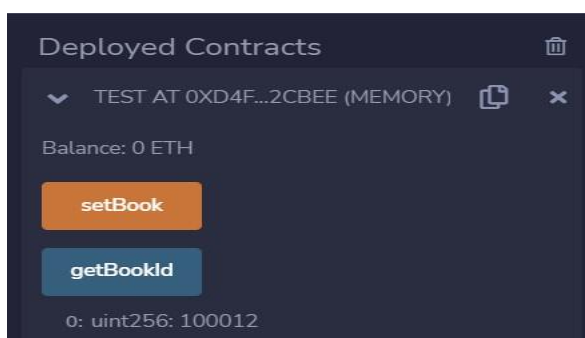 Deployed Contracts
TEST AT 0XD4F...2CBEE (MEMORY)
Balance: 0 ETH
setBook
getBookId
0: uint256: 100012